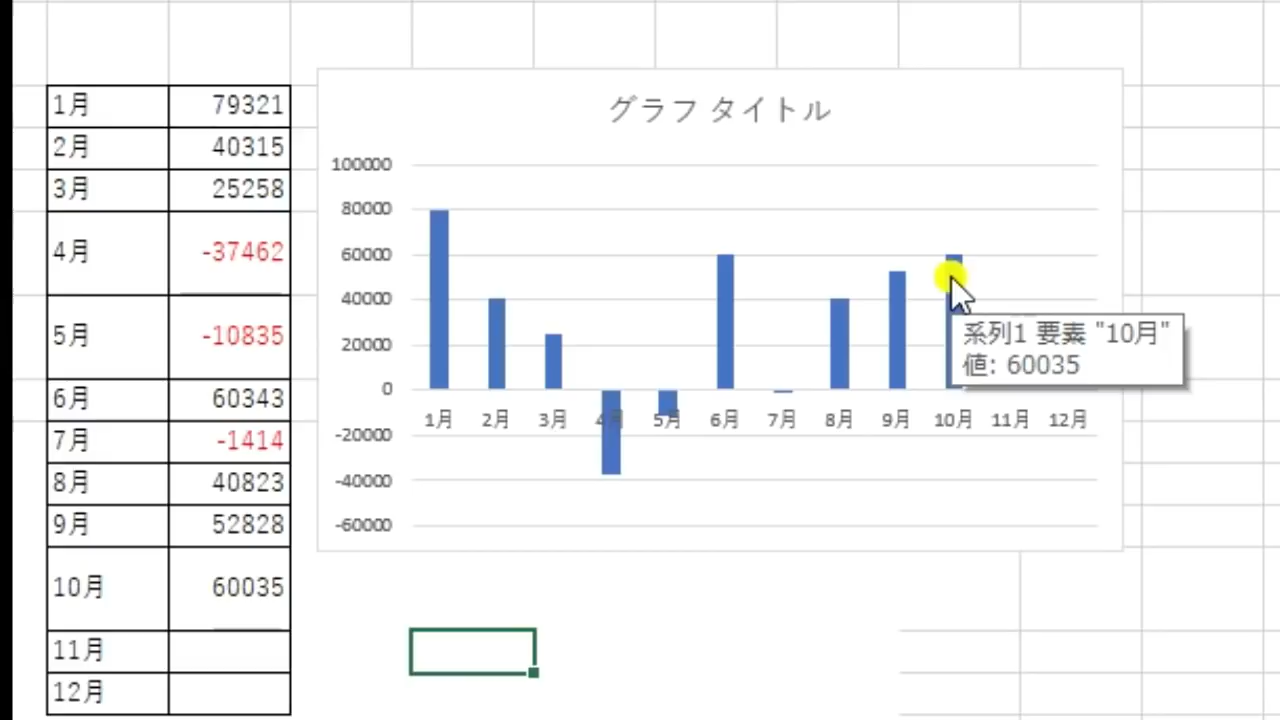 1月 79321
2月 40315
3月 25258
4月 -37462
5月 -10835
6月 60343
7月 -1414
8月 40823
9月 52828
10月 60035
11月
12月
グラフ タイトル
100000
80000
60000
40000
20000
0
-20000
-40000
-60000
1月 2月 3月 4月 5月 6月 7月 8月 9月 10月 11月 12月
系列1 要素 "10月"
値: 60035